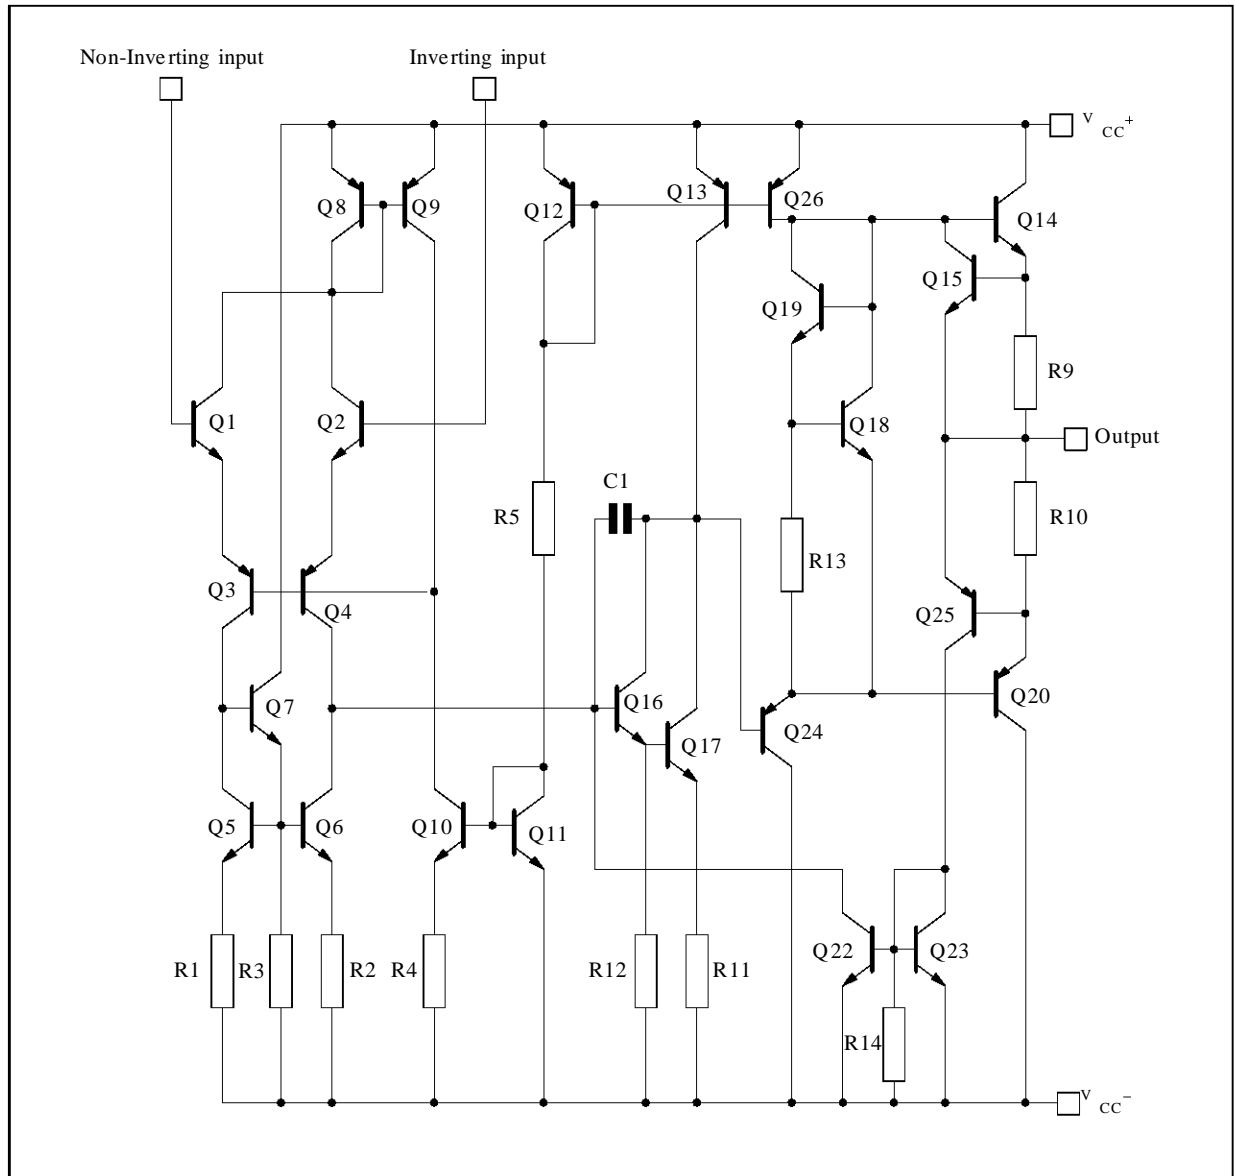 Non-Inverting input
Inverting input
V CC +
Q8
Q9
Q12
Q13
Q26
Q14
Q15
Q19
R9
Q1
Q2
Q18
Output
C1
R5
R10
R13
Q3
Q4
Q25
Q7
Q16
Q17
Q24
Q20
Q5
Q6
Q10
Q11
Q22
Q23
R1
R3
R2
R4
R12
R11
R14
V CC −